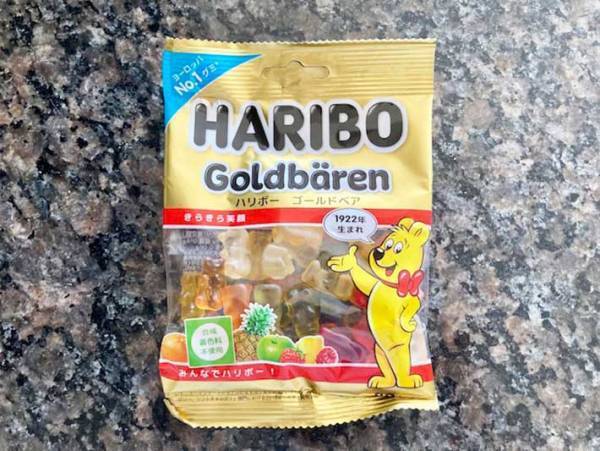 ヨーロッパ
No.1グミ*
HARIBO
Goldbären
ハリボー ゴールドベア
きらきら笑顔
1922年
生まれ
合成
着色料
不使用
みんなでハリボー!